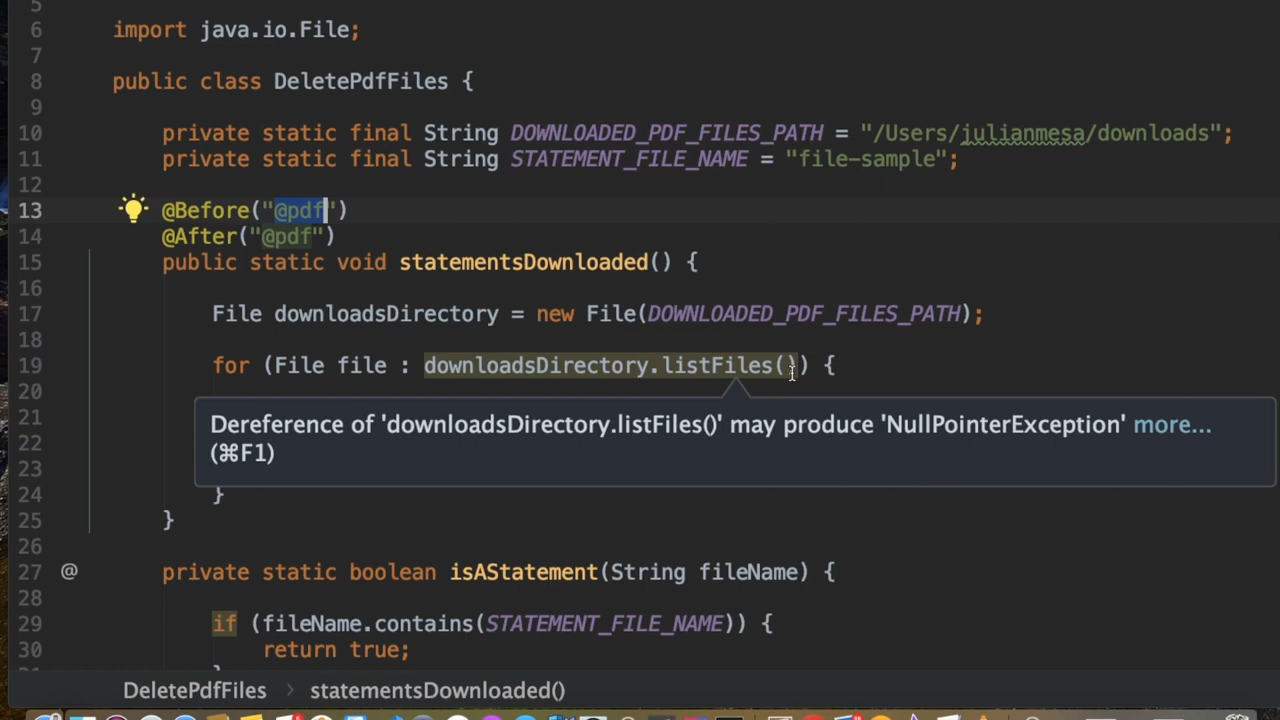 5
6 import java.io.File;
7
8 public class DeletePdfFiles {
9
10 private static final String DOWNLOADED_PDF_FILES_PATH = "/Users/julianmesa/downloads";
11 private static final String STATEMENT_FILE_NAME = "file-sample";
12
13 @Before("@pdf")
14 @After("@pdf")
15 public static void statementsDownloaded() {
16
17 File downloadsDirectory = new File(DOWNLOADED_PDF_FILES_PATH);
18
19 for (File file : downloadsDirectory.listFiles()) {
20
21 Dereference of 'downloadsDirectory.listFiles()' may produce 'NullPointerException' more...
22 (⌘F1)
23
24 }
25 }
26
27 @ private static boolean isAStatement(String fileName) {
28
29 if (fileName.contains(STATEMENT_FILE_NAME)) {
30 return true;
31 }
DeletePdfFiles > statementsDownloaded()